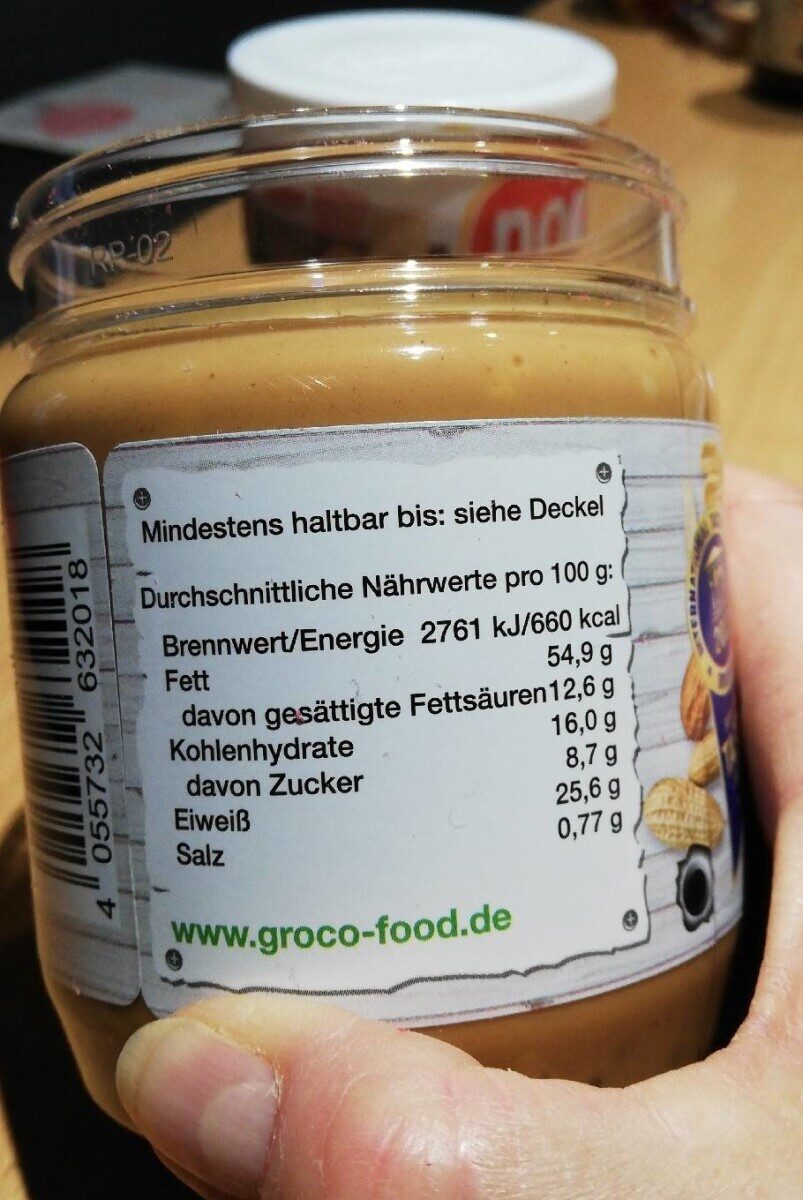 RP-02
Mindestens haltbar bis: siehe Deckel
Durchschnittliche Nährwerte pro 100 g:
Brennwert/Energie 2761 kJ/660 kcal
Fett 54,9 g
davon gesättigte Fettsäuren 12,6 g
Kohlenhydrate 16,0 g
davon Zucker 8,7 g
Eiweiß 25,6 g
Salz 0,77 g
www.groco-food.de
4 055732 632018